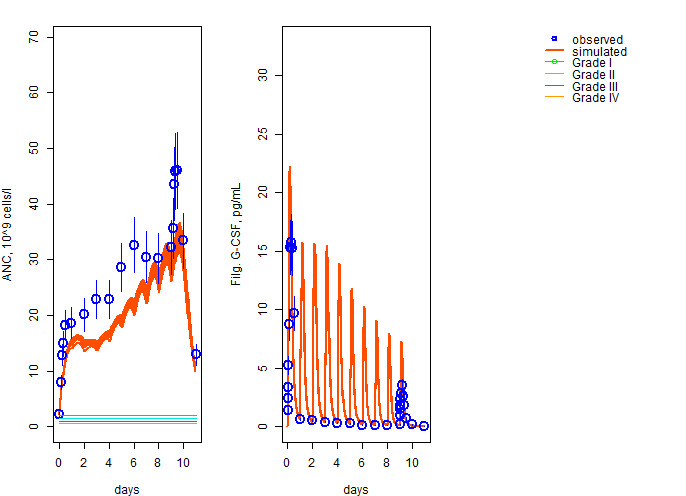 ANC, 10^9 cells/l
0
10
20
30
40
50
60
70
0
2
4
6
8
10
days
Filg. G-CSF, pg/mL
0
5
10
15
20
25
30
0
2
4
6
8
10
days
observed
simulated
Grade I
Grade II
Grade III
Grade IV